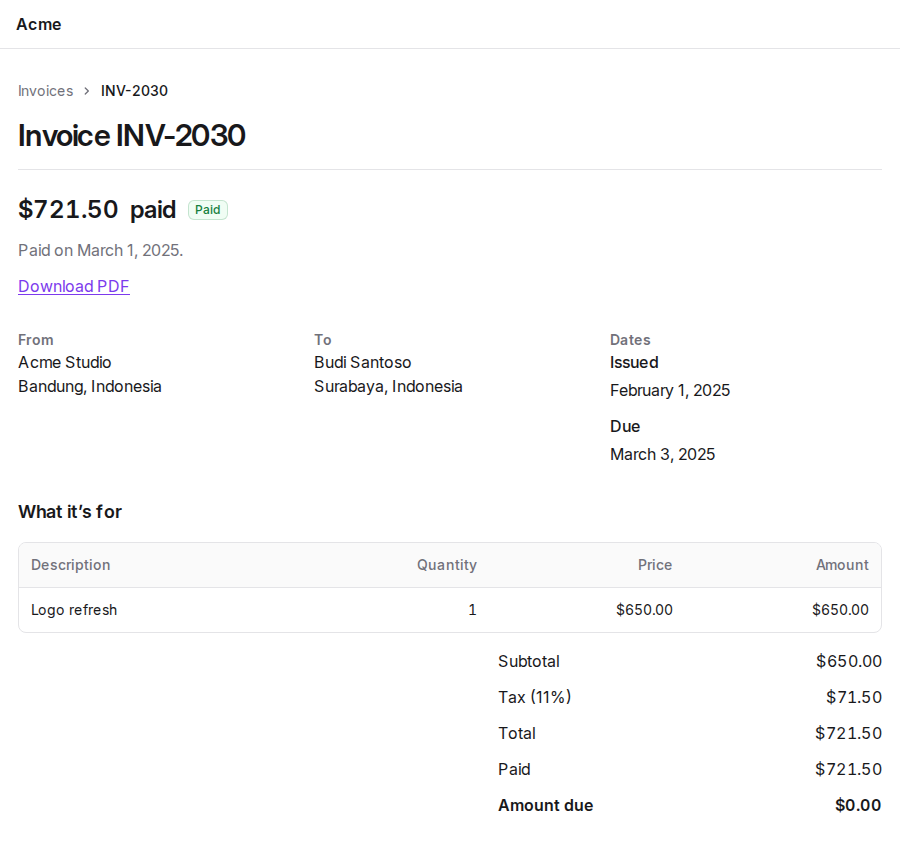 Acme
Invoices › INV-2030
Invoice INV-2030
$721.50 paid Paid
Paid on March 1, 2025.
Download PDF
From
Acme Studio
Bandung, Indonesia
To
Budi Santoso
Surabaya, Indonesia
Dates
Issued
February 1, 2025
Due
March 3, 2025
What it’s for
Description Quantity Price Amount
Logo refresh 1 $650.00 $650.00
Subtotal $650.00
Tax (11%) $71.50
Total $721.50
Paid $721.50
Amount due $0.00